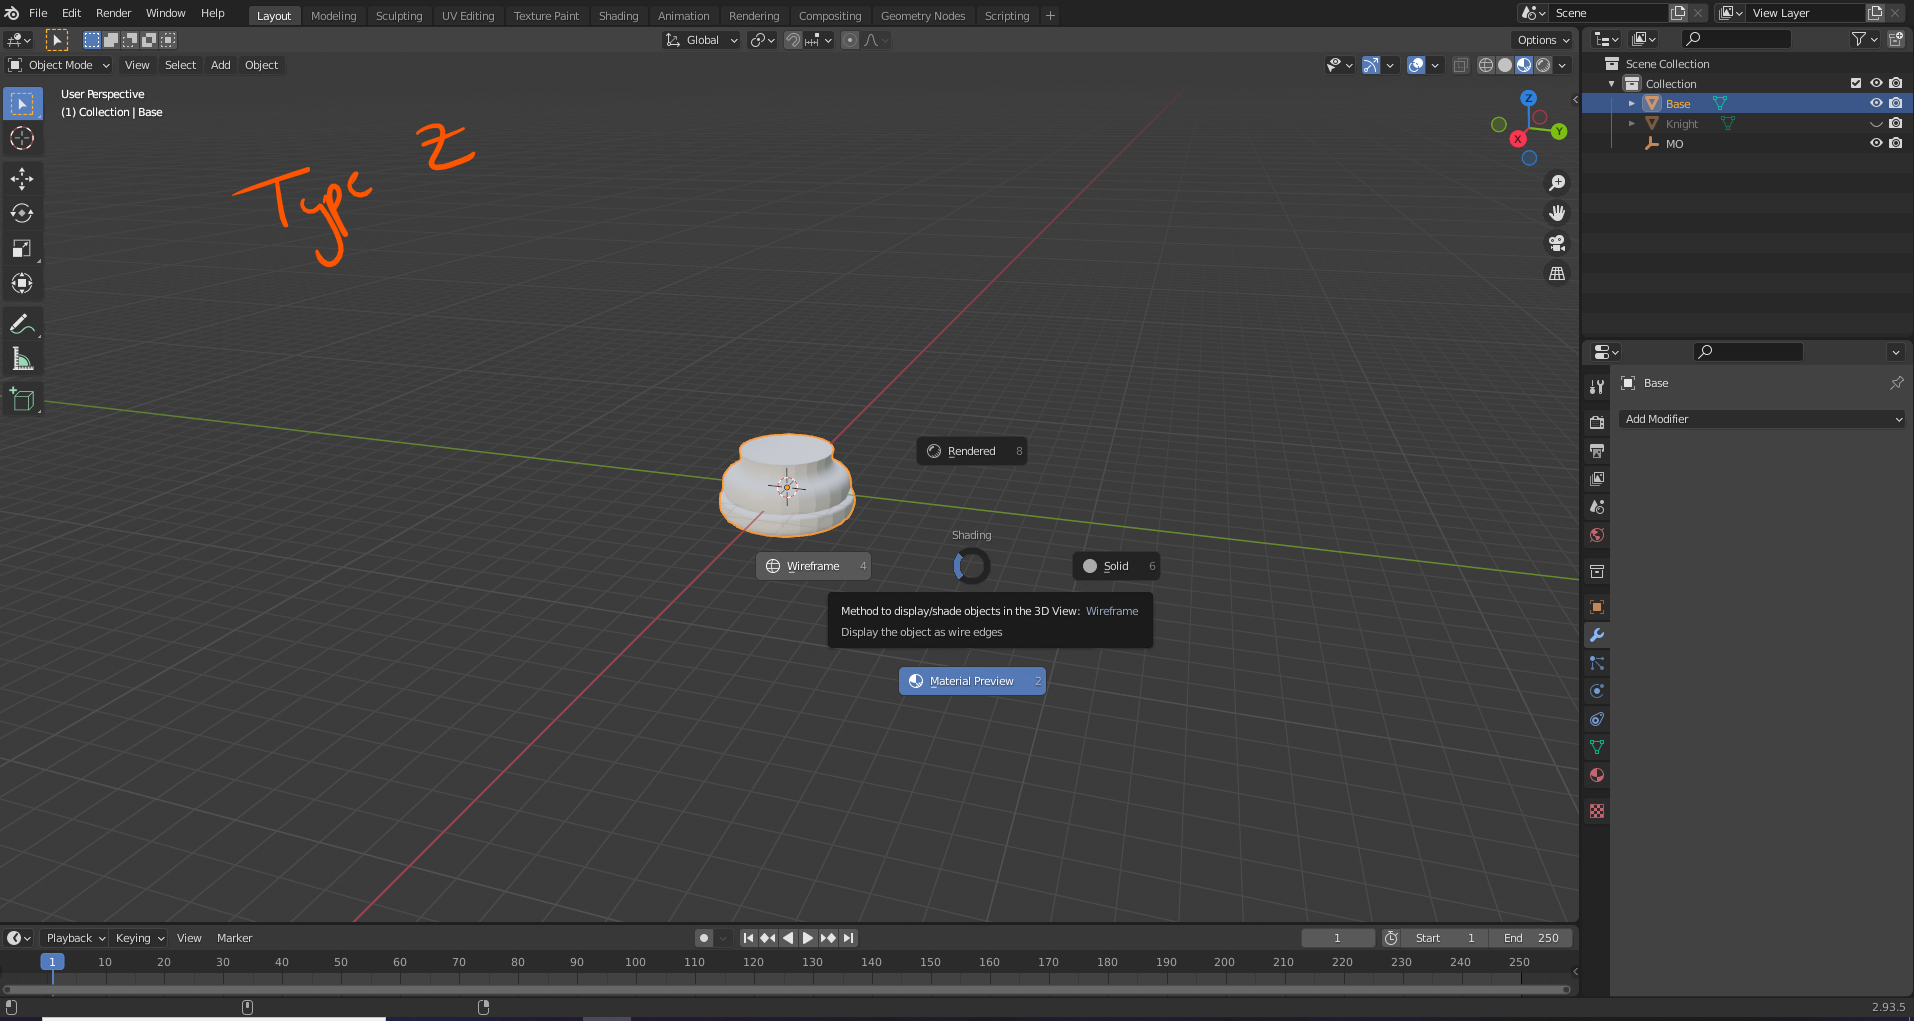 File Edit Render Window Help Layout Modeling Sculpting UV Editing Texture Paint Shading Animation Rendering Compositing Geometry Nodes Scripting + Scene View Layer
Global Options
Object Mode View Select Add Object
User Perspective
(1) Collection | Base
Type Z
Z
Y
X
Scene Collection
Collection
Base
Knight
MO
Base
Add Modifier
Rendered 8
Shading
Wireframe 4
Solid 6
Method to display/shade objects in the 3D View: Wireframe
Display the object as wire edges
Material Preview 2
Playback Keying View Marker 1 Start 1 End 250
1 10 20 30 40 50 60 70 80 90 100 110 120 130 140 150 160 170 180 190 200 210 220 230 240 250
2.93.5